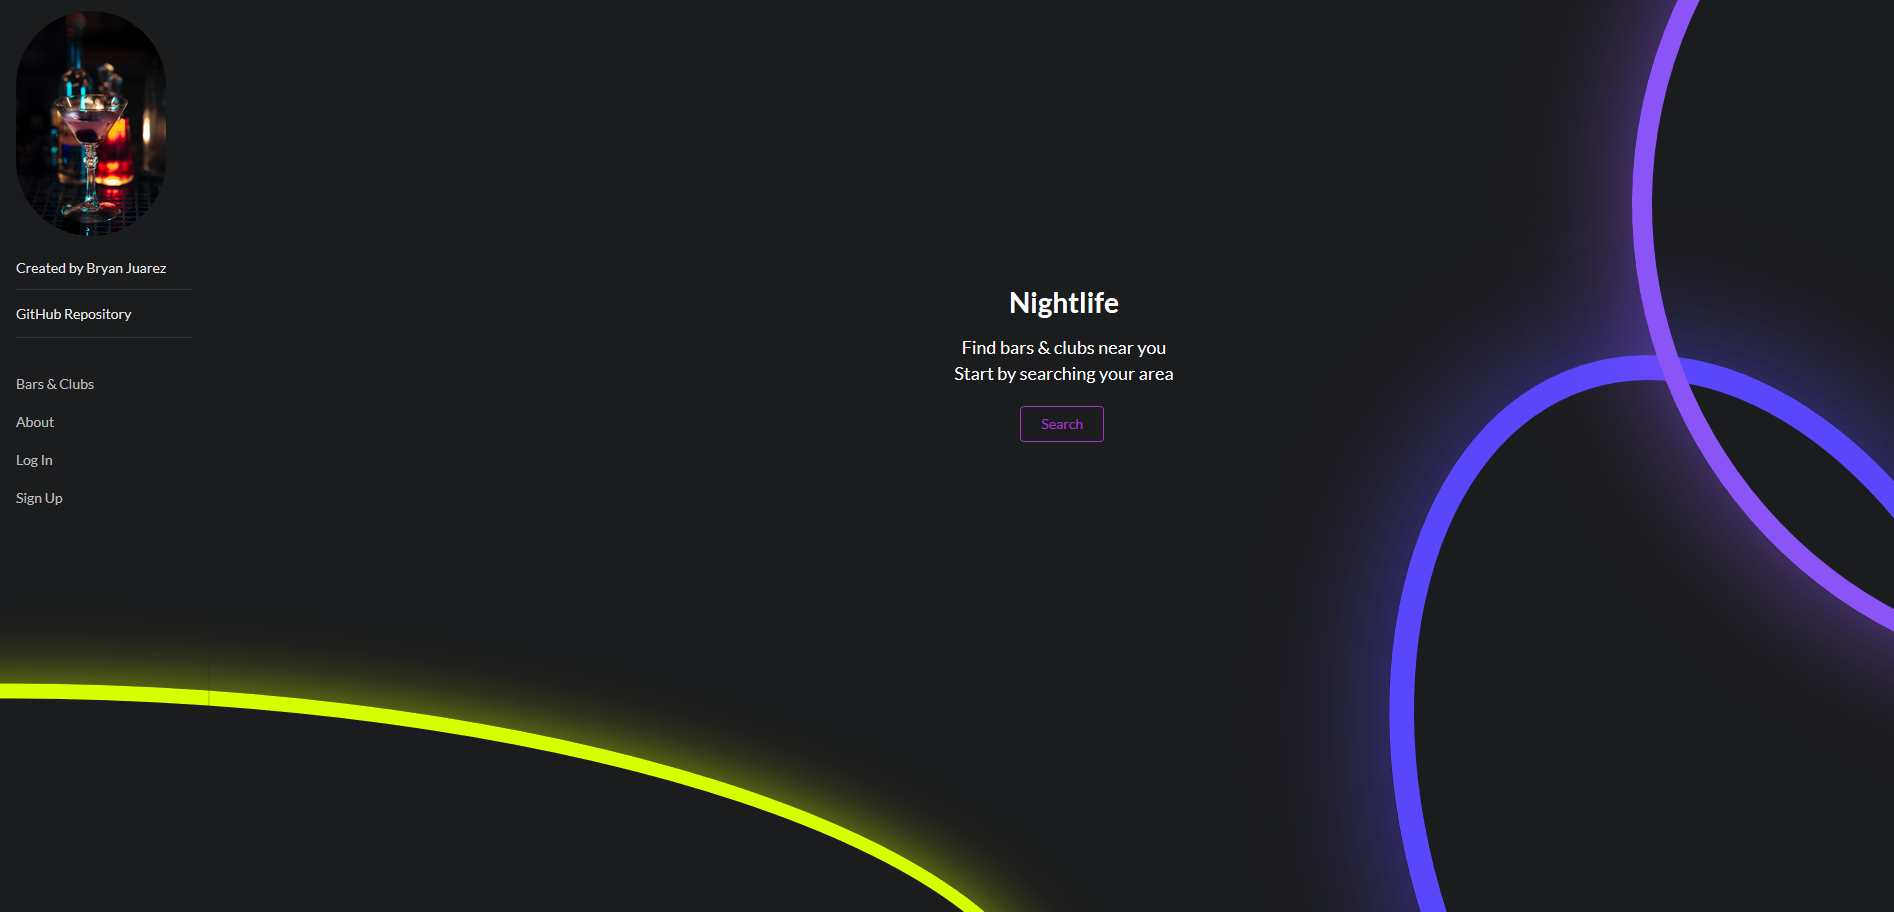 Created by Bryan Juarez
GitHub Repository
Bars & Clubs
About
Log In
Sign Up
Nightlife
Find bars & clubs near you
Start by searching your area
Search